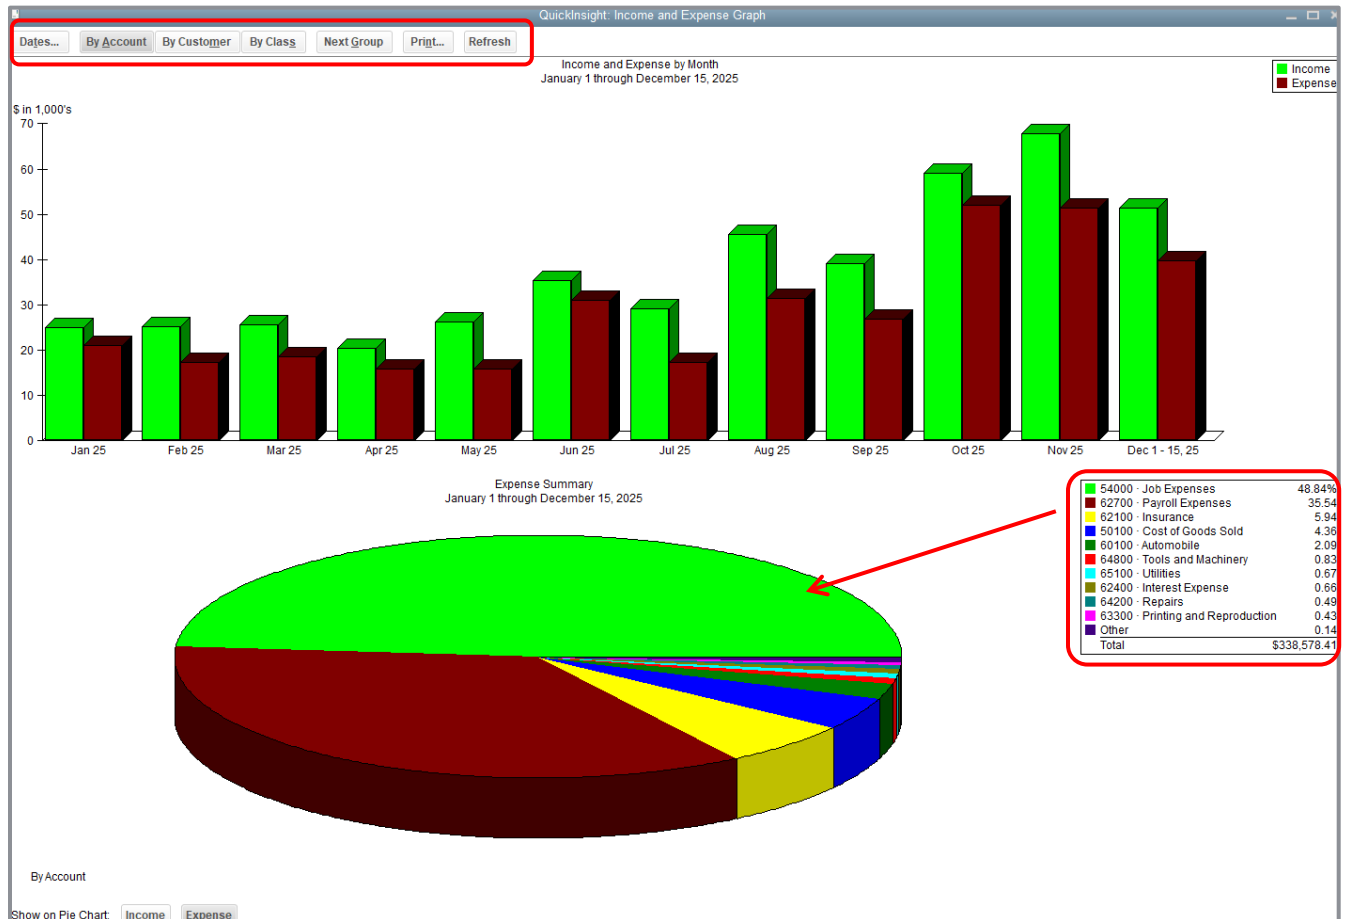 QuickInsight: Income and Expense Graph
Dates... By Account By Customer By Class Next Group Print... Refresh
Income and Expense by Month
January 1 through December 15, 2025
Income
Expense
$ in 1,000's
70
60
50
40
30
20
10
0
Jan 25 Feb 25 Mar 25 Apr 25 May 25 Jun 25 Jul 25 Aug 25 Sep 25 Oct 25 Nov 25 Dec 1 - 15, 25
Expense Summary
January 1 through December 15, 2025
54000 · Job Expenses 48.84%
62700 · Payroll Expenses 35.54
62100 · Insurance 5.94
50100 · Cost of Goods Sold 4.36
60100 · Automobile 2.09
64800 · Tools and Machinery 0.83
65100 · Utilities 0.67
62400 · Interest Expense 0.66
64200 · Repairs 0.49
63300 · Printing and Reproduction 0.43
Other 0.14
Total $338,578.41
By Account
Show on Pie Chart: Income Expense